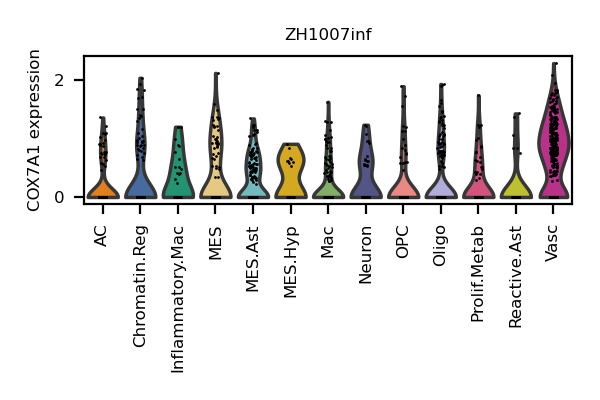 ZH1007inf
COX7A1 expression
2
0
AC
Chromatin.Reg
Inflammatory.Mac
MES
MES.Ast
MES.Hyp
Mac
Neuron
OPC
Oligo
Prolif.Metab
Reactive.Ast
Vasc